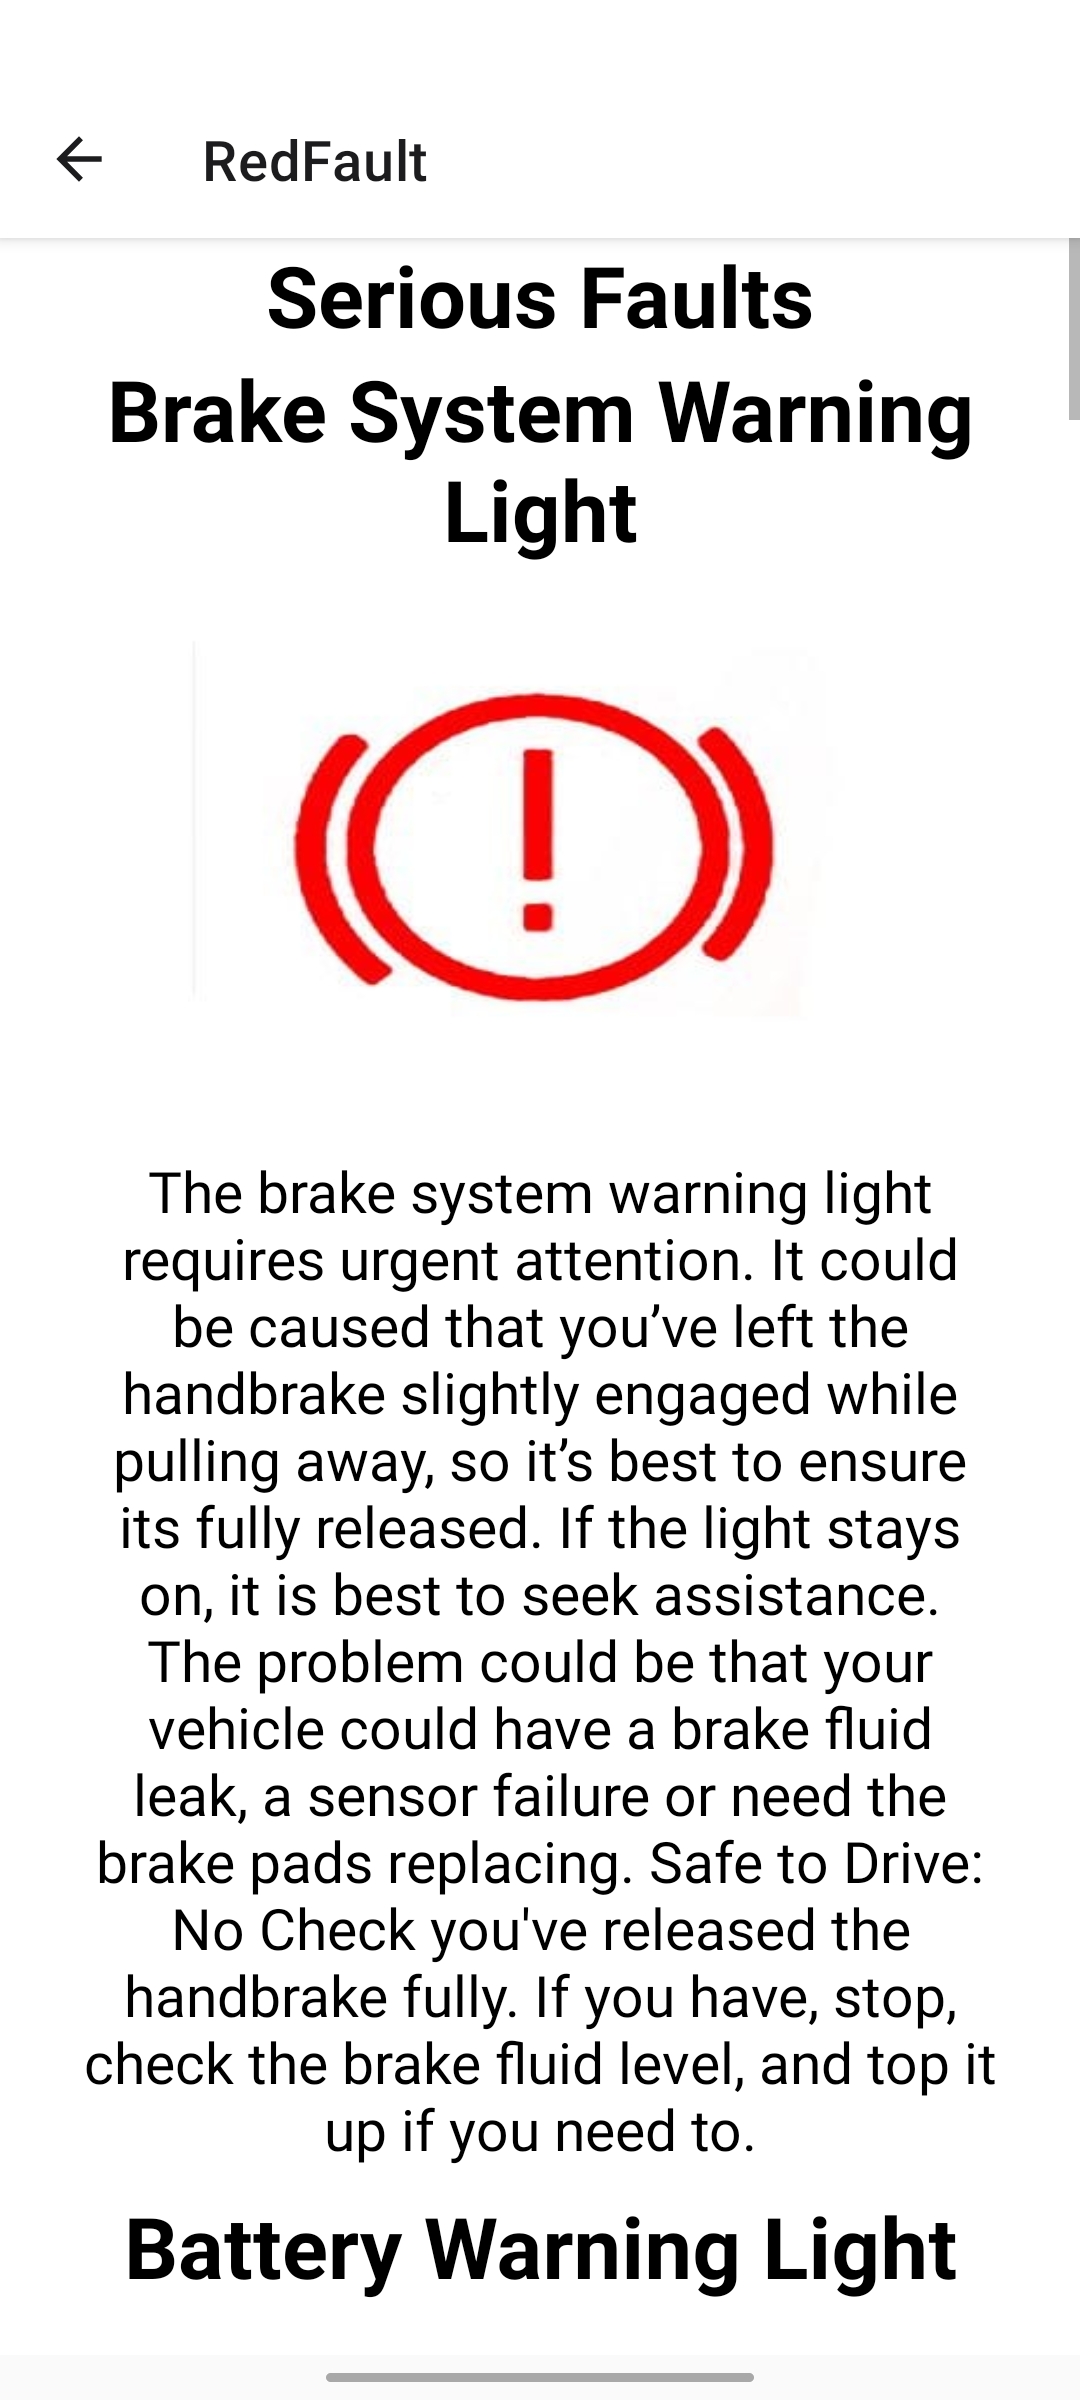 RedFault
Serious Faults
Brake System Warning
Light
The brake system warning light
requires urgent attention. It could
be caused that you’ve left the
handbrake slightly engaged while
pulling away, so it’s best to ensure
its fully released. If the light stays
on, it is best to seek assistance.
The problem could be that your
vehicle could have a brake fluid
leak, a sensor failure or need the
brake pads replacing. Safe to Drive:
No Check you've released the
handbrake fully. If you have, stop,
check the brake fluid level, and top it
up if you need to.
Battery Warning Light